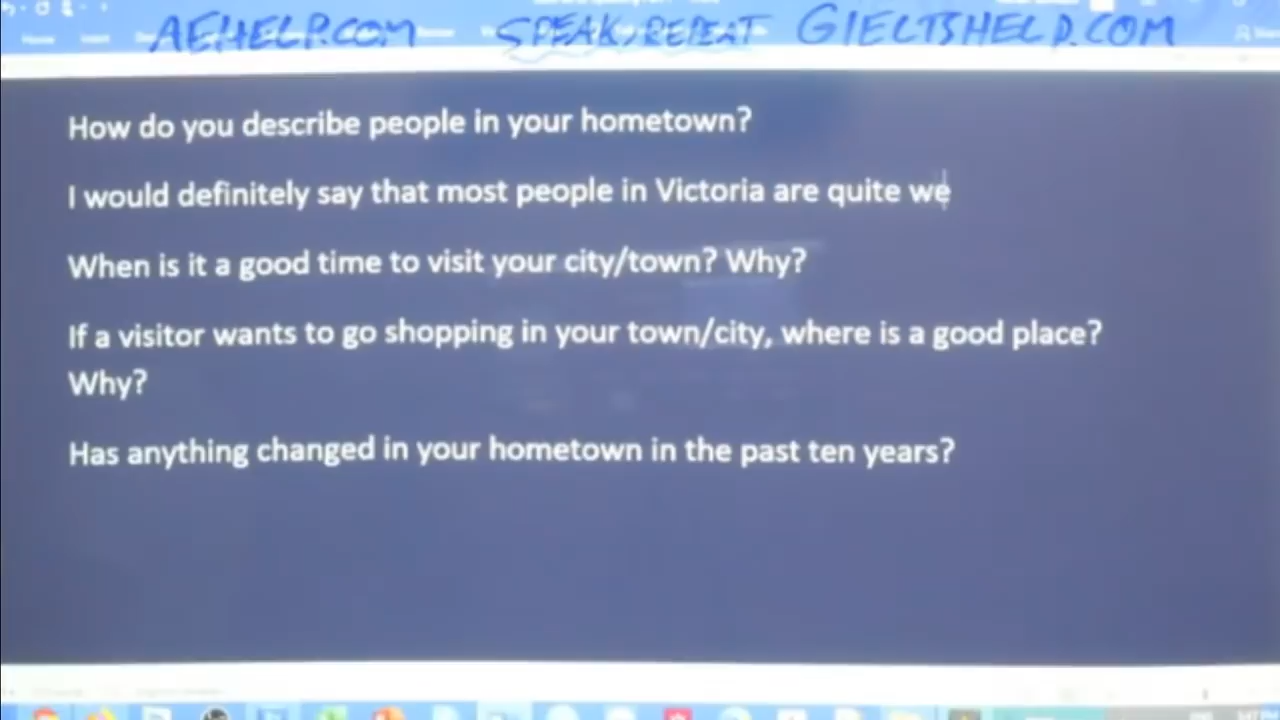 AEHELP.COM SPEAK, REPEAT GIELTSHELP.COM
How do you describe people in your hometown?
I would definitely say that most people in Victoria are quite we
When is it a good time to visit your city/town? Why?
If a visitor wants to go shopping in your town/city, where is a good place?
Why?
Has anything changed in your hometown in the past ten years?